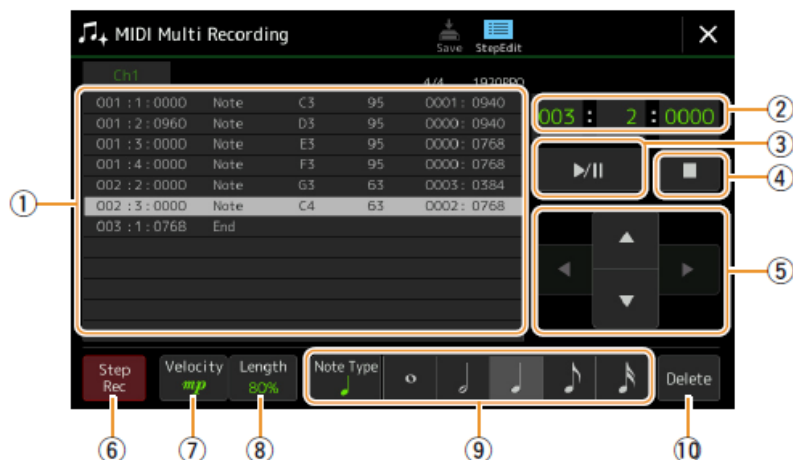 MIDI Multi Recording
Save StepEdit
Ch1 4/4 1920PPQ
001 :1: 0000 Note C3 95 0001: 0940
001 :2: 0960 Note D3 95 0000: 0940
001 :3: 0000 Note E3 95 0000: 0768
001 :4: 0000 Note F3 95 0000: 0768
002 :2: 0000 Note G3 63 0003: 0384
002 :3: 0000 Note C4 63 0002: 0768
003 :1: 0768 End
003 : 2 : 0000
①
②
③
④
⑤
Step Rec
Velocity mp
Length 80%
Note Type
Delete
⑥ ⑦ ⑧ ⑨ ⑩